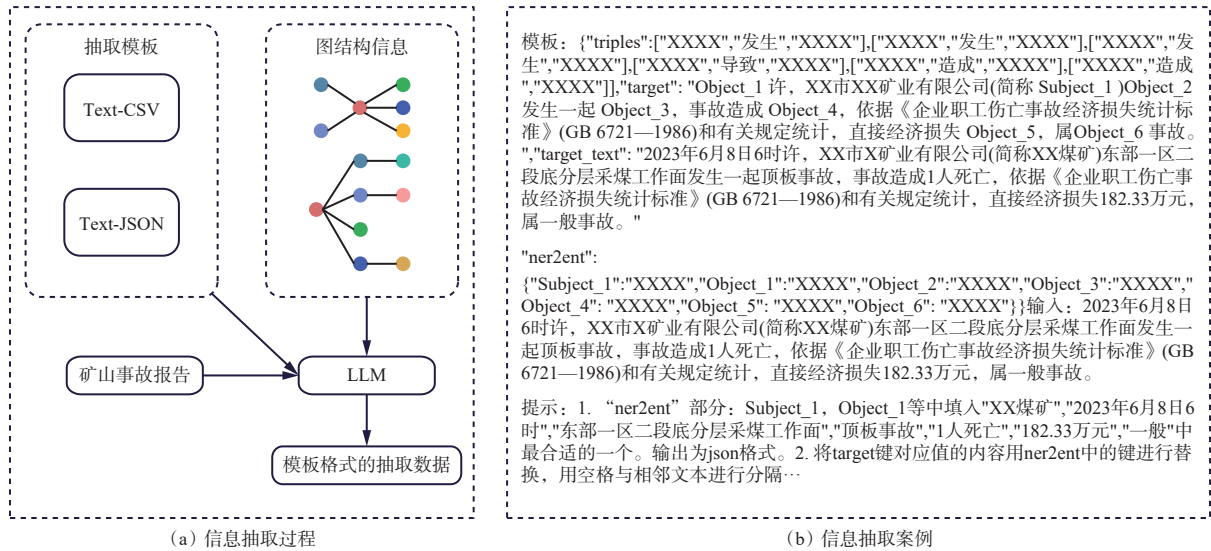 抽取模板
Text-CSV
Text-JSON
图结构信息
矿山事故报告
LLM
模板格式的抽取数据
(a) 信息抽取过程
模板：{"triples":["XXXX","发生","XXXX"],["XXXX","发生","XXXX"],["XXXX","发
生","XXXX"],["XXXX","导致","XXXX"],["XXXX","造成","XXXX"],["XXXX","造成
","XXXX"]],"target": "Object_1 许，XX市XX矿业有限公司(简称 Subject_1 )Object_2
发生一起 Object_3，事故造成 Object_4，依据《企业职工伤亡事故经济损失统计标
准》(GB 6721—1986)和有关规定统计，直接经济损失 Object_5，属Object_6 事故。
","target_text": "2023年6月8日6时许，XX市X矿业有限公司(简称XX煤矿)东部一区二
段底分层采煤工作面发生一起顶板事故，事故造成1人死亡，依据《企业职工伤亡事
故经济损失统计标准》(GB 6721—1986)和有关规定统计，直接经济损失182.33万元，
属一般事故。"
"ner2ent":
{"Subject_1":"XXXX","Object_1":"XXXX","Object_2":"XXXX","Object_3":"XXXX","
Object_4": "XXXX","Object_5": "XXXX","Object_6": "XXXX"}}输入：2023年6月8日
6时许，XX市X矿业有限公司(简称XX煤矿)东部一区二段底分层采煤工作面发生一
起顶板事故，事故造成1人死亡，依据《企业职工伤亡事故经济损失统计标准》(GB
6721—1986)和有关规定统计，直接经济损失182.33万元，属一般事故。
提示：1. “ner2ent”部分：Subject_1，Object_1等中填入"XX煤矿","2023年6月8日6
时","东部一区二段底分层采煤工作面","顶板事故","1人死亡","182.33万元","一般"中
最合适的一个。输出为json格式。2. 将target键对应值的内容用ner2ent中的键进行替
换，用空格与相邻文本进行分隔…
(b) 信息抽取案例